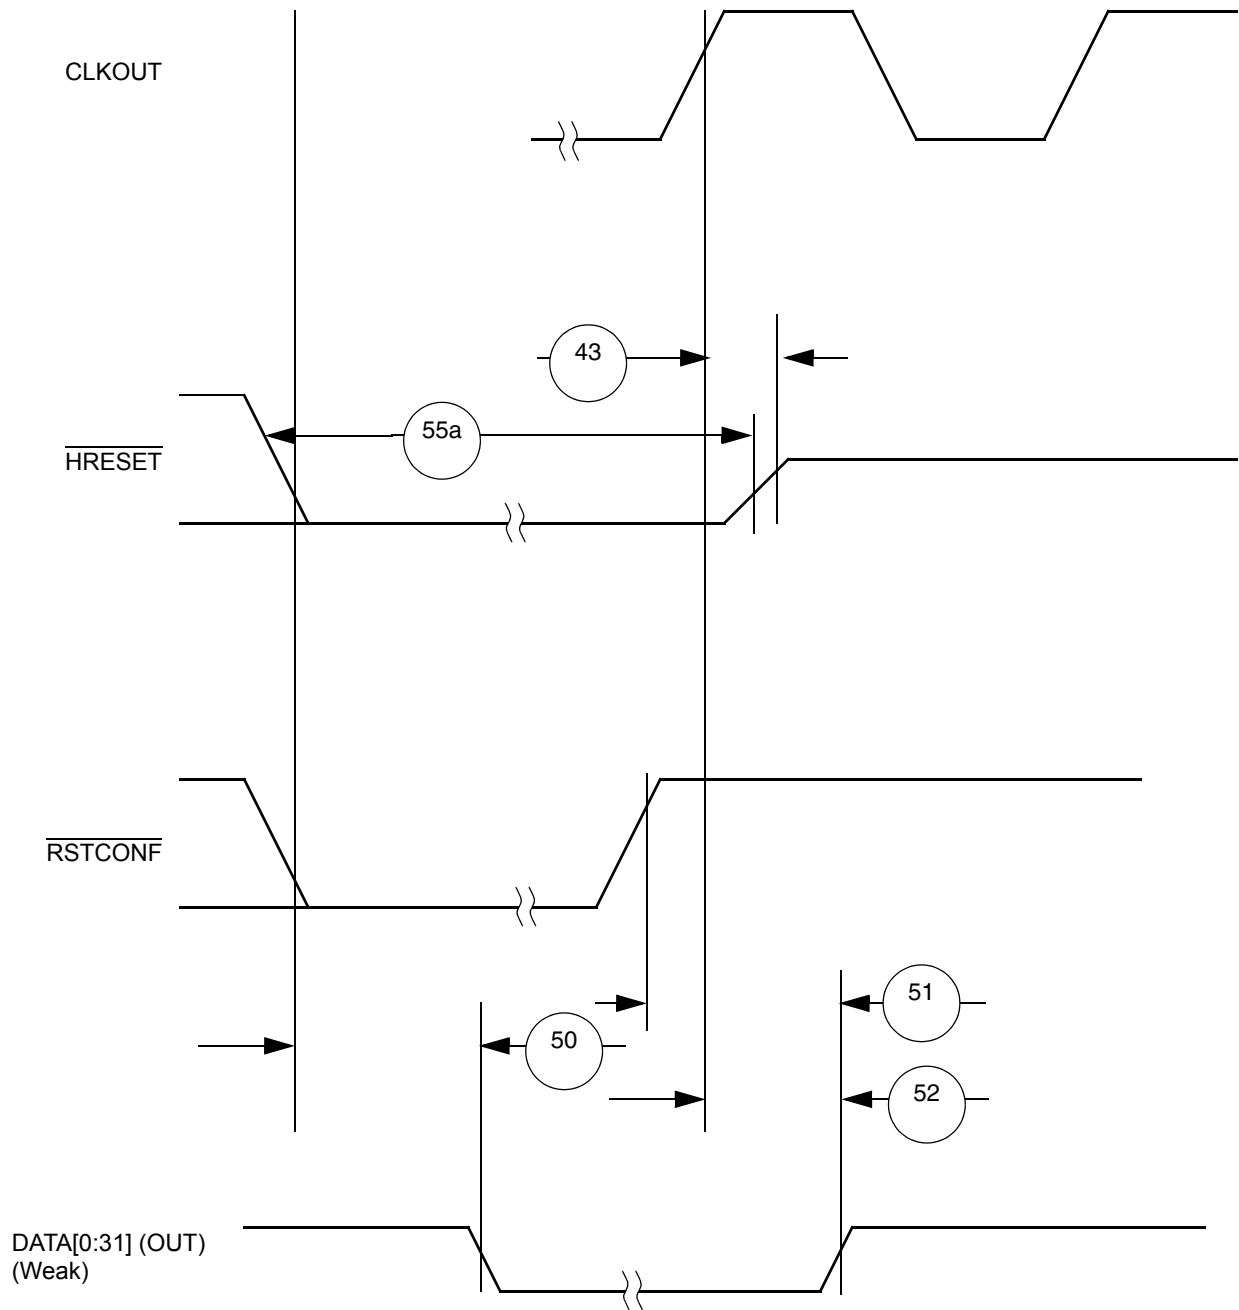 CLKOUT
43
55a
HRESET
RSTCONF
51
50
52
DATA[0:31] (OUT)
(Weak)